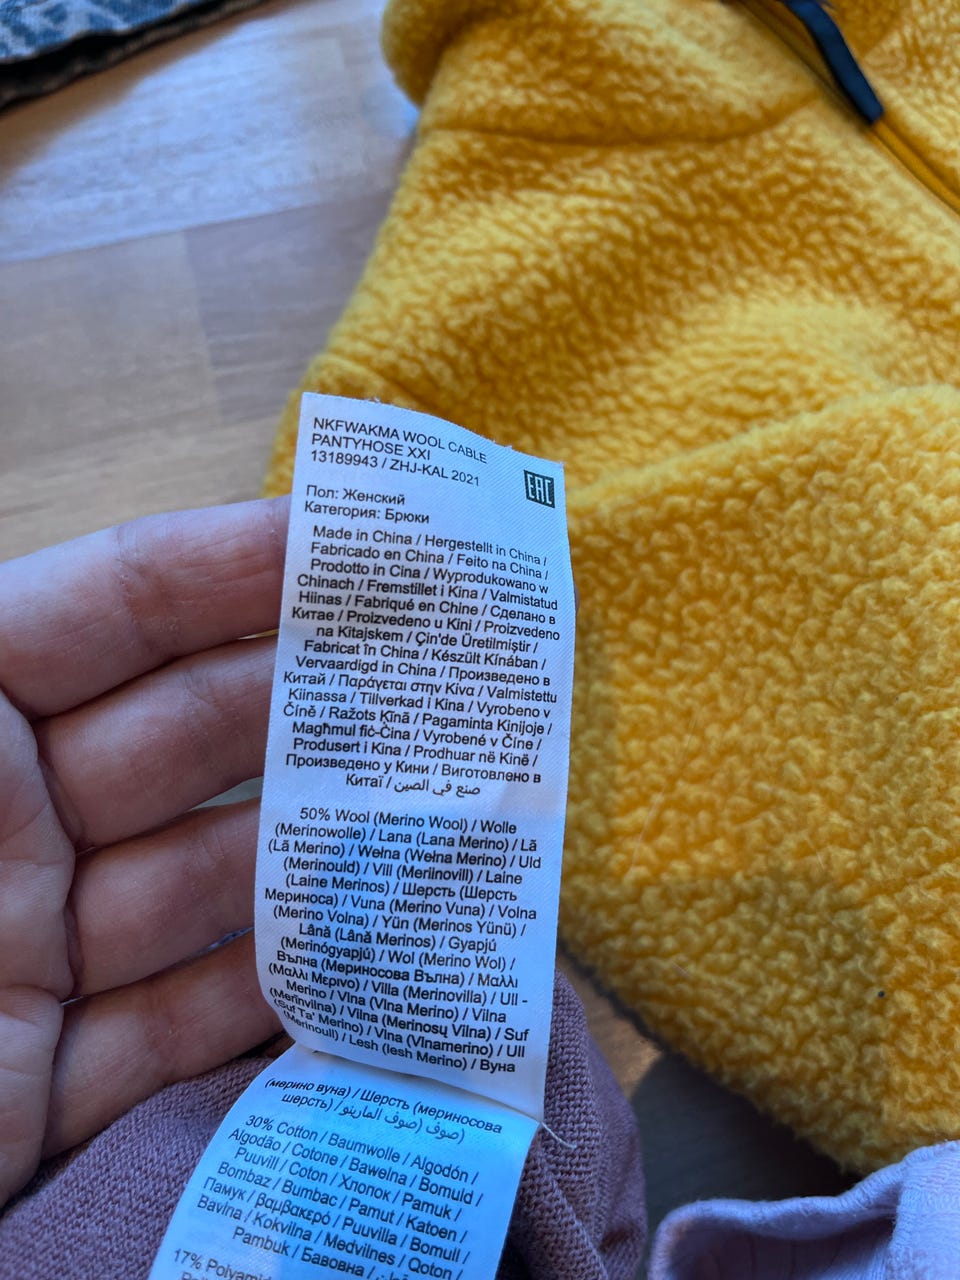 NKFWAKMA WOOL CABLE
PANTYHOSE XXI
13189943 / ZHJ-KAL 2021
EAC
Пол: Женский
Категория: Брюки
Made in China / Hergestellt in China /
Fabricado en China / Feito na China /
Prodotto in Cina / Wyprodukowano w
Chinach / Fremstillet i Kina / Valmistatud
Hiinas / Fabriqué en Chine / Сделано в
Китае / Proizvedeno u Kini / Proizvedeno
na Kitajskem / Çin'de Üretilmiştir /
Fabricat în China / Készült Kínában /
Vervaardigd in China / Произведено в
Китай / Παράγεται στην Κίνα / Valmistettu
Kiinassa / Tillverkad i Kina / Vyrobeno v
Číně / Ražots Ķīnā / Pagaminta Kinijoje /
Magħmul fiċ-Ċina / Vyrobené v Číne /
Produsert i Kina / Prodhuar në Kinë /
Произведено у Кини / Виготовлено в
Китаї / صنع في الصين
50% Wool (Merino Wool) / Wolle
(Merinowolle) / Lana (Lana Merino) / Lã
(Lã Merino) / Wełna (Wełna Merino) / Uld
(Merinould) / Vill (Meriinovill) / Laine
(Laine Merinos) / Шерсть (Шерсть
Мериноса) / Vuna (Merino Vuna) / Volna
(Merino Volna) / Yün (Merinos Yünü) /
Lână (Lână Merinos) / Gyapjú
(Merinógyapjú) / Wol (Merino Wol) /
Вълна (Мериносова Вълна) / Μαλλί
(Μαλλί Μερινο) / Villa (Merinovilla) / Ull -
Merino / Vlna (Vlna Merino) / Vilna
(Merīnvilna) / Vilna (Merinosų Vilna) / Suf
(Suf Ta' Merino) / Vlna (Vlnamerino) / Ull
(Merinoull) / Lesh (lesh Merino) / Вуна
(мерино вуна) / Шерсть (мериносова
шерсть) / صوف (صوف المارينو)
30% Cotton / Baumwolle / Algodón /
Algodão / Cotone / Bawełna / Bomuld /
Puuvill / Coton / Хлопок / Pamuk /
Bombaz / Bumbac / Pamut / Katoen /
Памук / βαμβακερό / Puuvilla / Bomull /
Bavlna / Kokvilna / Medvilnes / Qoton /
Pambuk / Бавовна /
17%